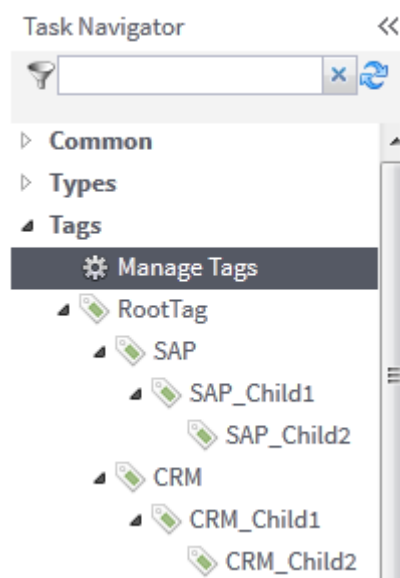 Task Navigator
Common
Types
Tags
Manage Tags
RootTag
SAP
SAP_Child1
SAP_Child2
CRM
CRM_Child1
CRM_Child2